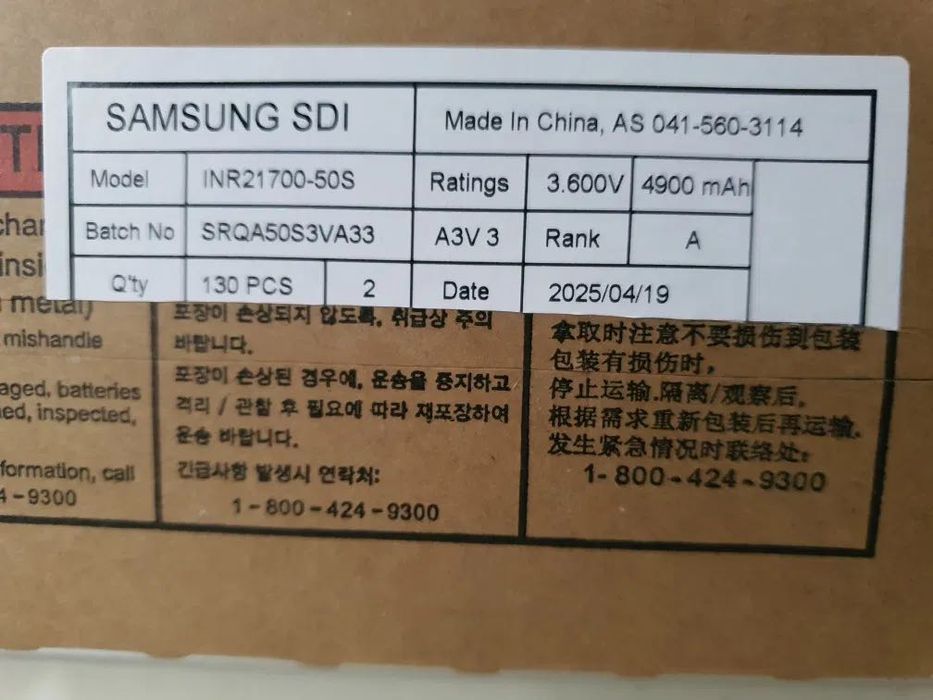 SAMSUNG SDI
Made In China, AS 041-560-3114
Model INR21700-50S Ratings 3.600V 4900 mAh
Batch No SRQA50S3VA33 A3V 3 Rank A
Q'ty 130 PCS 2 Date 2025/04/19
metal)
mishandle
aged, batteries
inspected,
formation, call
4-9300
포장이 손상되지 않도록, 취급상 주의
바랍니다.
포장이 손상된 경우에, 운송을 중지하고
격리 / 관찰 후 필요에 따라 재포장하여
운송 바랍니다.
긴급사항 발생시 연락처:
1-800-424-9300
拿取时注意不要损伤到包装
包装有损伤时,
停止运输.隔离/观察后,
根据需求重新包装后再运输.
发生紧急情况时联络处:
1-800-424-9300